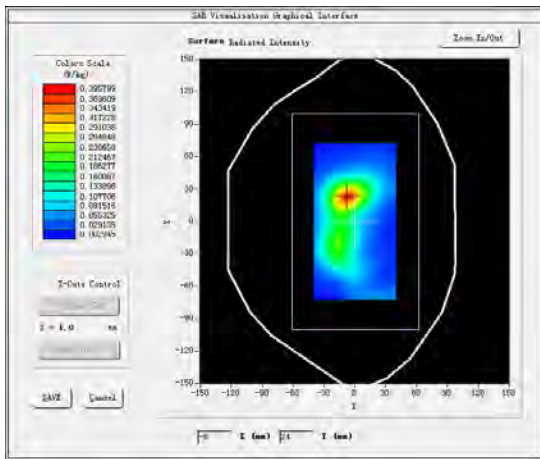 SAR Visualisation Graphical Interface
Surface Radiated Intensity
Zoom In/Out
Colors Scale
(W/kg)
0.395799
0.369609
0.343419
0.317228
0.291038
0.264848
0.238658
0.212467
0.186277
0.160087
0.133896
0.107706
0.081516
0.055325
0.029135
0.002945
150
120
90
60
30
0
-30
-60
-90
-120
-150
-150 -120 -90 -60 -30 0 30 60 90 120 150
Z-Cuts Control
mm
SAVE
Cancel
X (mm) 24 Y (mm)